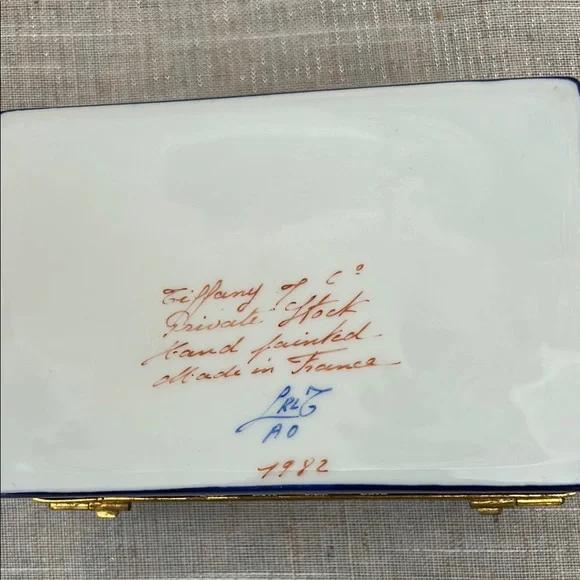 Tiffany & Co
Private Stock
Hand painted
Made in France
AO
1982